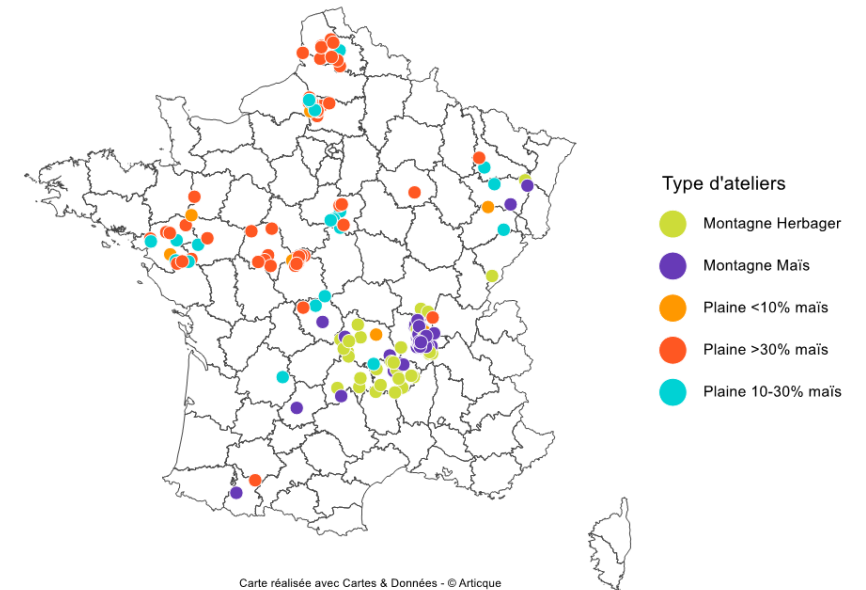 Type d'ateliers
Montagne Herbager
Montagne Maïs
Plaine <10% maïs
Plaine >30% maïs
Plaine 10-30% maïs
Carte réalisée avec Cartes & Données - © Articque